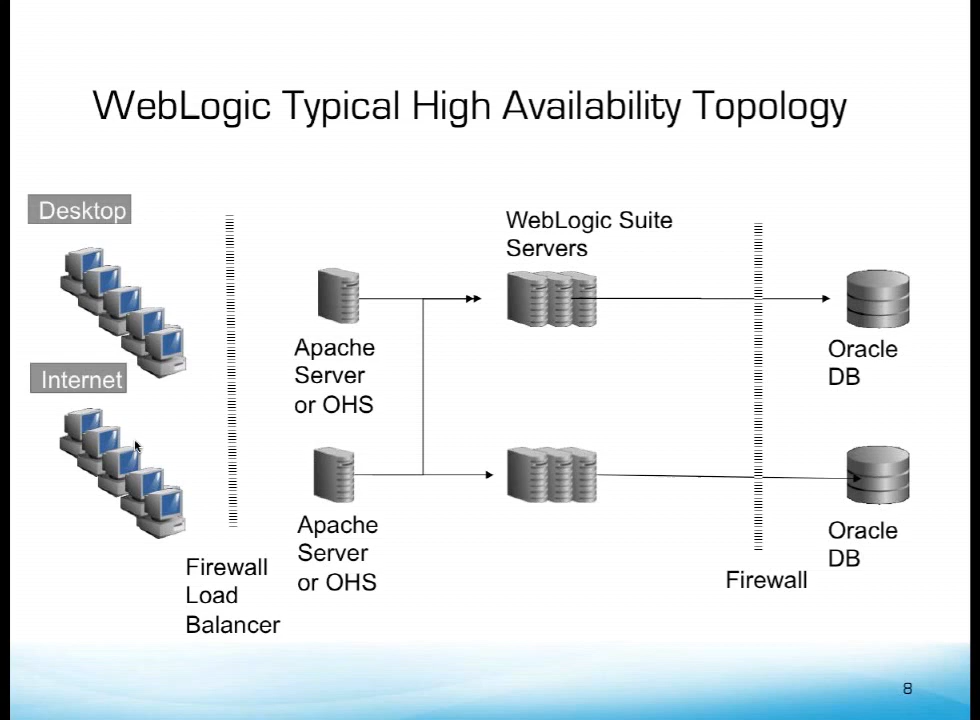 WebLogic Typical High Availability Topology
Desktop
Internet
Firewall
Load
Balancer
Apache
Server
or OHS
Apache
Server
or OHS
WebLogic Suite
Servers
Firewall
Oracle
DB
Oracle
DB
8